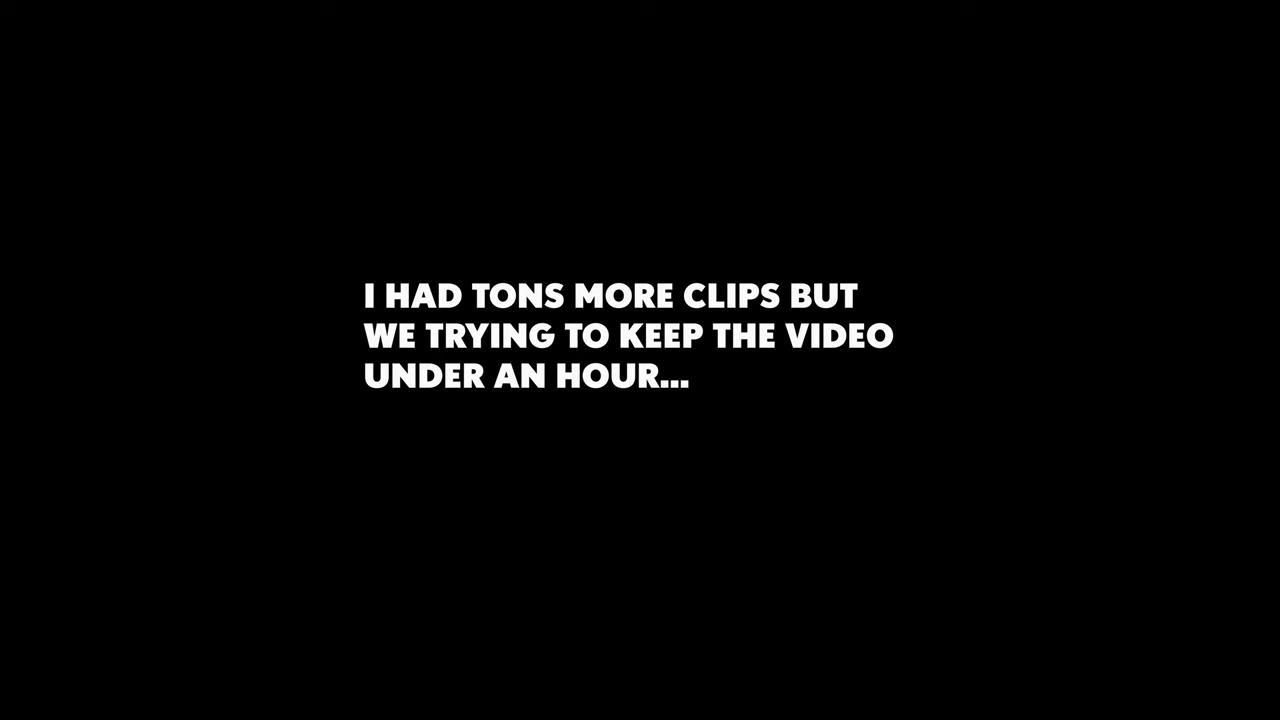 I HAD TONS MORE CLIPS BUT
WE TRYING TO KEEP THE VIDEO
UNDER AN HOUR...